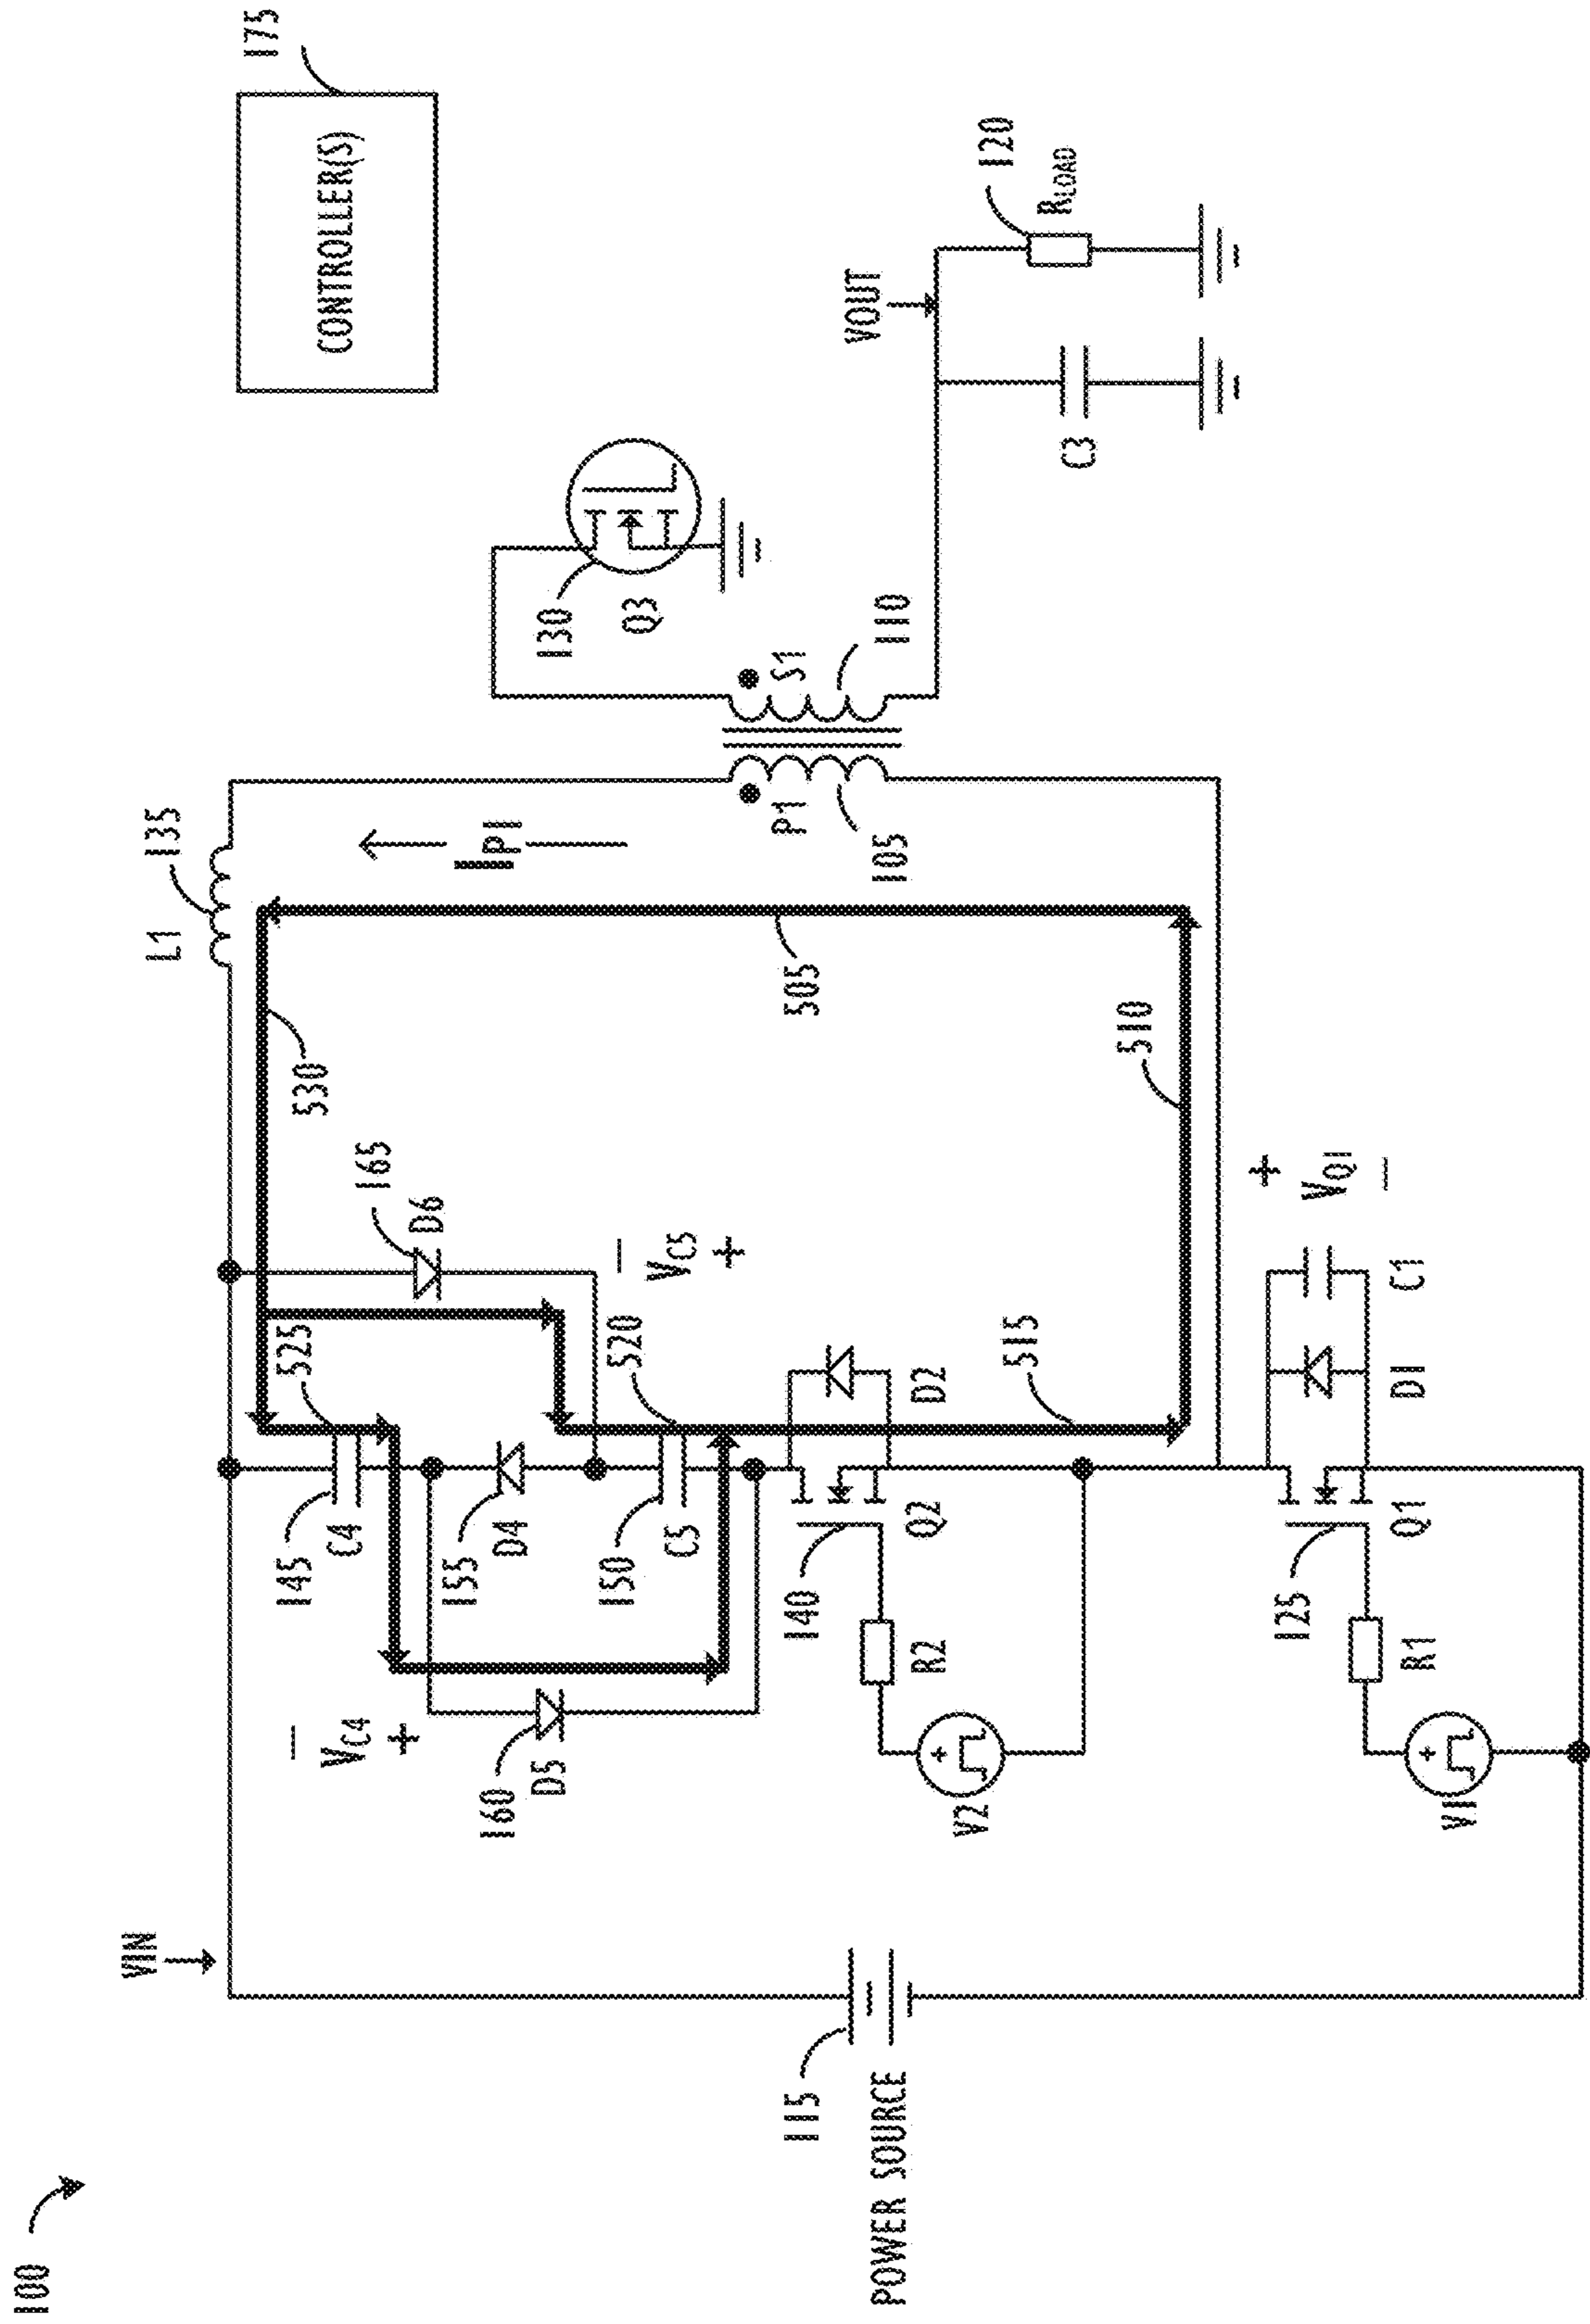 100
VIN
115
POWER SOURCE
− VC4 +
160
D5
145
C4
525
155
D4
150
C5
520
165
D6
− VC5 +
530
L1
135
IP1
P1
105
505
510
515
D2
140
Q2
R2
V2
125
Q1
R1
V1
D1
C1
+ VQ1 −
S1
110
130
Q3
VOUT
C3
120
RLOAD
CONTROLLER(S)
175